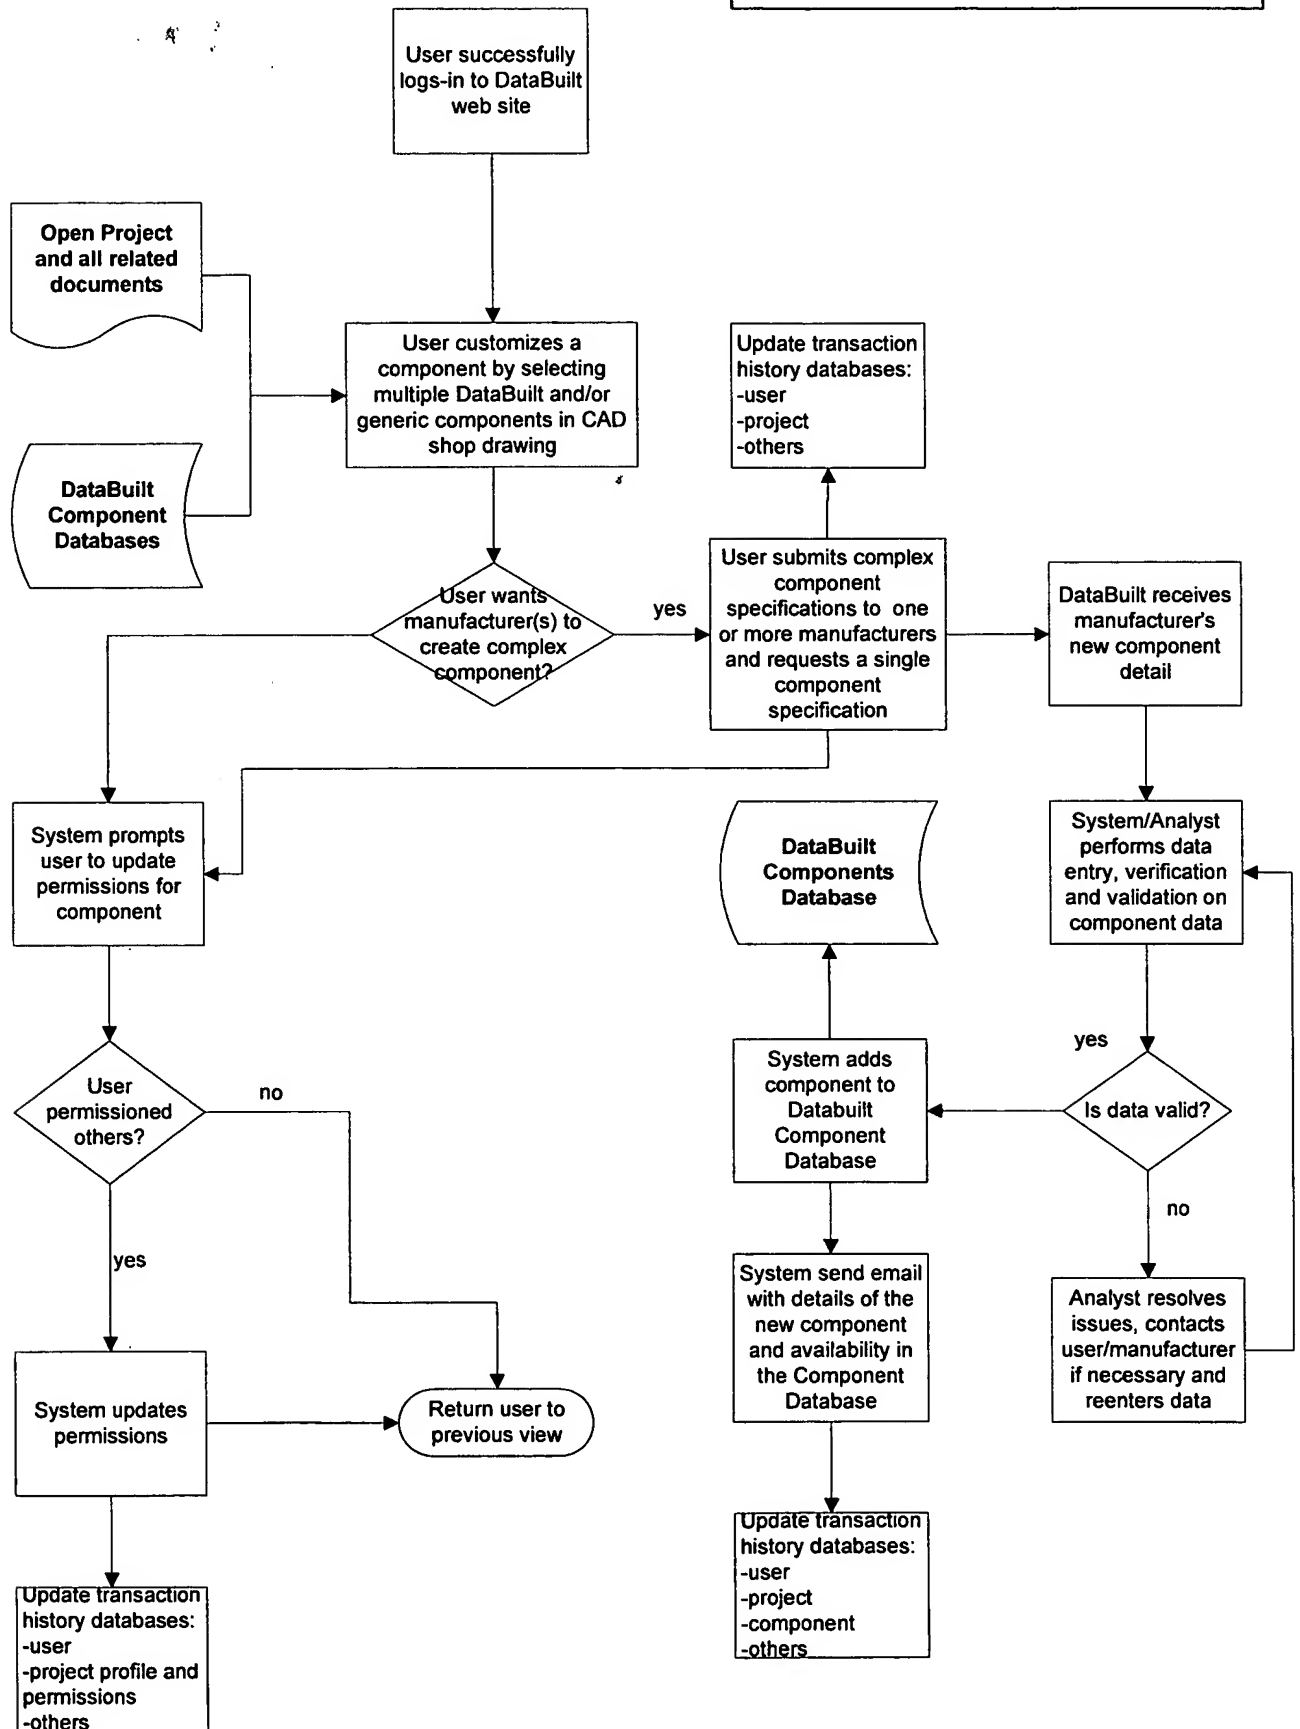 User successfully
logs-in to DataBuilt
web site
Open Project
and all related
documents
User customizes a
component by selecting
multiple DataBuilt and/or
generic components in CAD
shop drawing
Update transaction
history databases:
-user
-project
-others
DataBuilt
Component
Databases
User wants
manufacturer(s) to
create complex
component?
yes
User submits complex
component
specifications to one
or more manufacturers
and requests a single
component
specification
DataBuilt receives
manufacturer's
new component
detail
System prompts
user to update
permissions for
component
DataBuilt
Components
Database
System/Analyst
performs data
entry, verification
and validation on
component data
User
permissioned
others?
no
System adds
component to
Databuilt
Component
Database
yes
Is data valid?
no
yes
System send email
with details of the
new component
and availability in
the Component
Database
Analyst resolves
issues, contacts
user/manufacturer
if necessary and
reenters data
System updates
permissions
Return user to
previous view
Update transaction
history databases:
-user
-project
-component
-others
Update transaction
history databases:
-user
-project profile and
permissions
-others